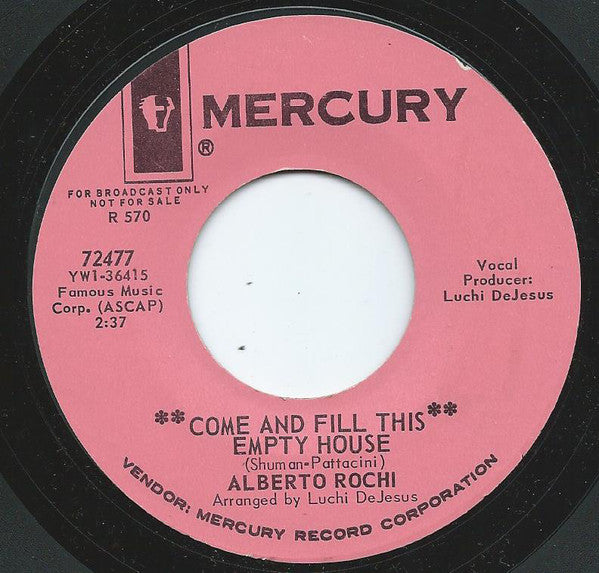 MERCURY
®
FOR BROADCAST ONLY
NOT FOR SALE
R 570
72477
YW1-36415
Famous Music
Corp. (ASCAP)
2:37
Vocal
Producer:
Luchi DeJesus
**COME AND FILL THIS**
EMPTY HOUSE
(Shuman-Pattacini)
ALBERTO ROCHI
Arranged by Luchi DeJesus
VENDOR: MERCURY RECORD CORPORATION